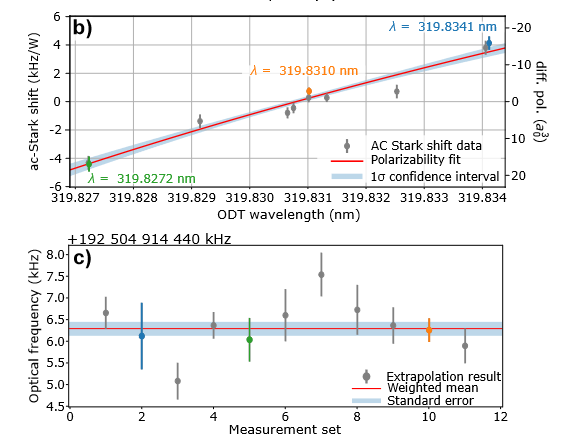 b)
λ = 319.8341 nm
λ = 319.8310 nm
λ = 319.8272 nm
ac-Stark shift (kHz/W)
6
4
2
0
-2
-4
-6
-20
-10
0
10
20
diff. pol. (a₀³)
AC Stark shift data
Polarizability fit
1σ confidence interval
319.827 319.828 319.829 319.830 319.831 319.832 319.833 319.834
ODT wavelength (nm)
+192 504 914 440 kHz
c)
Optical frequency (kHz)
8.0
7.5
7.0
6.5
6.0
5.5
5.0
4.5
Extrapolation result
Weighted mean
Standard error
0 2 4 6 8 10 12
Measurement set